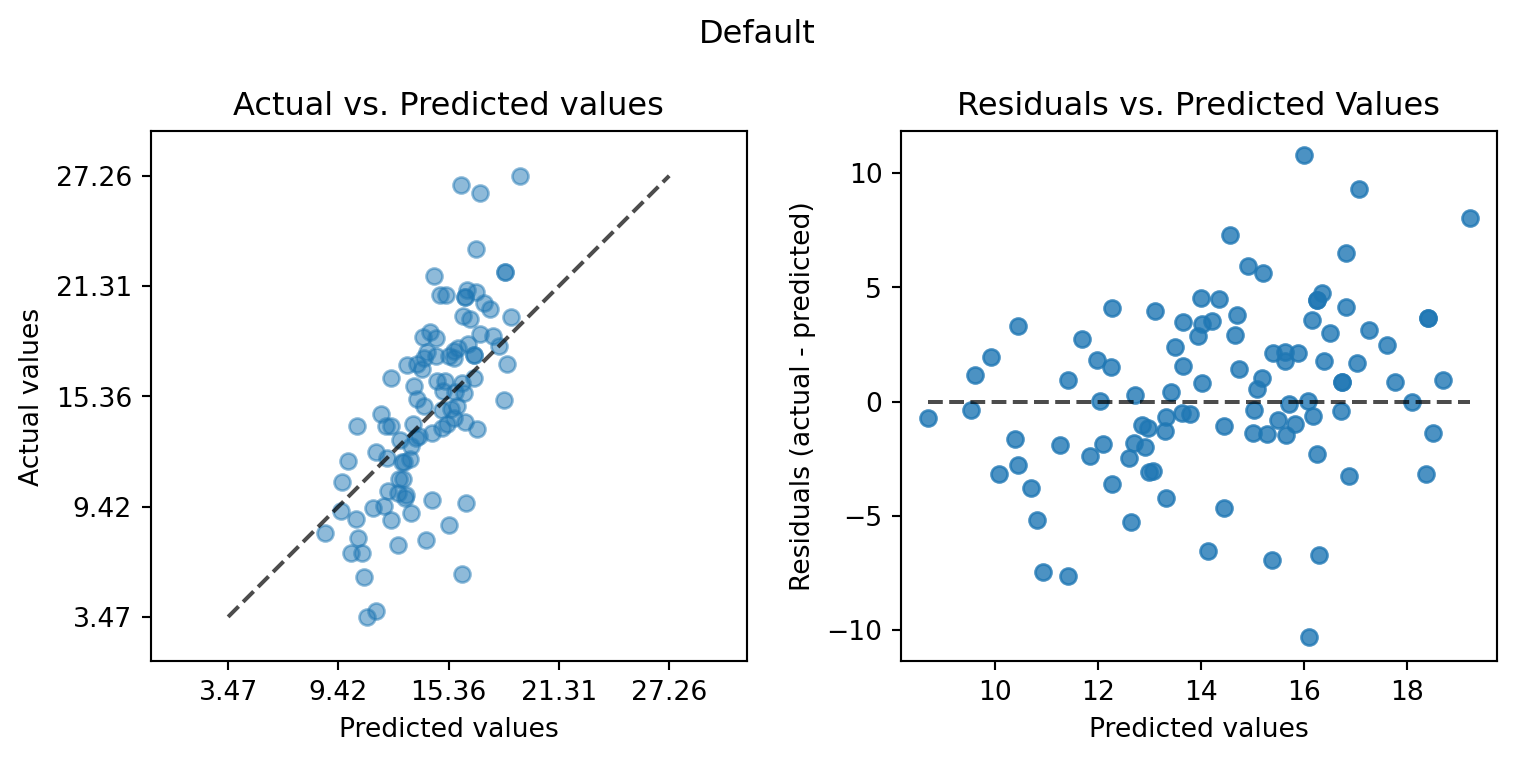 Default
Actual vs. Predicted values
Actual values
27.26
21.31
15.36
9.42
3.47
3.47 9.42 15.36 21.31 27.26
Predicted values
Residuals vs. Predicted Values
Residuals (actual - predicted)
10
5
0
−5
−10
10 12 14 16 18
Predicted values